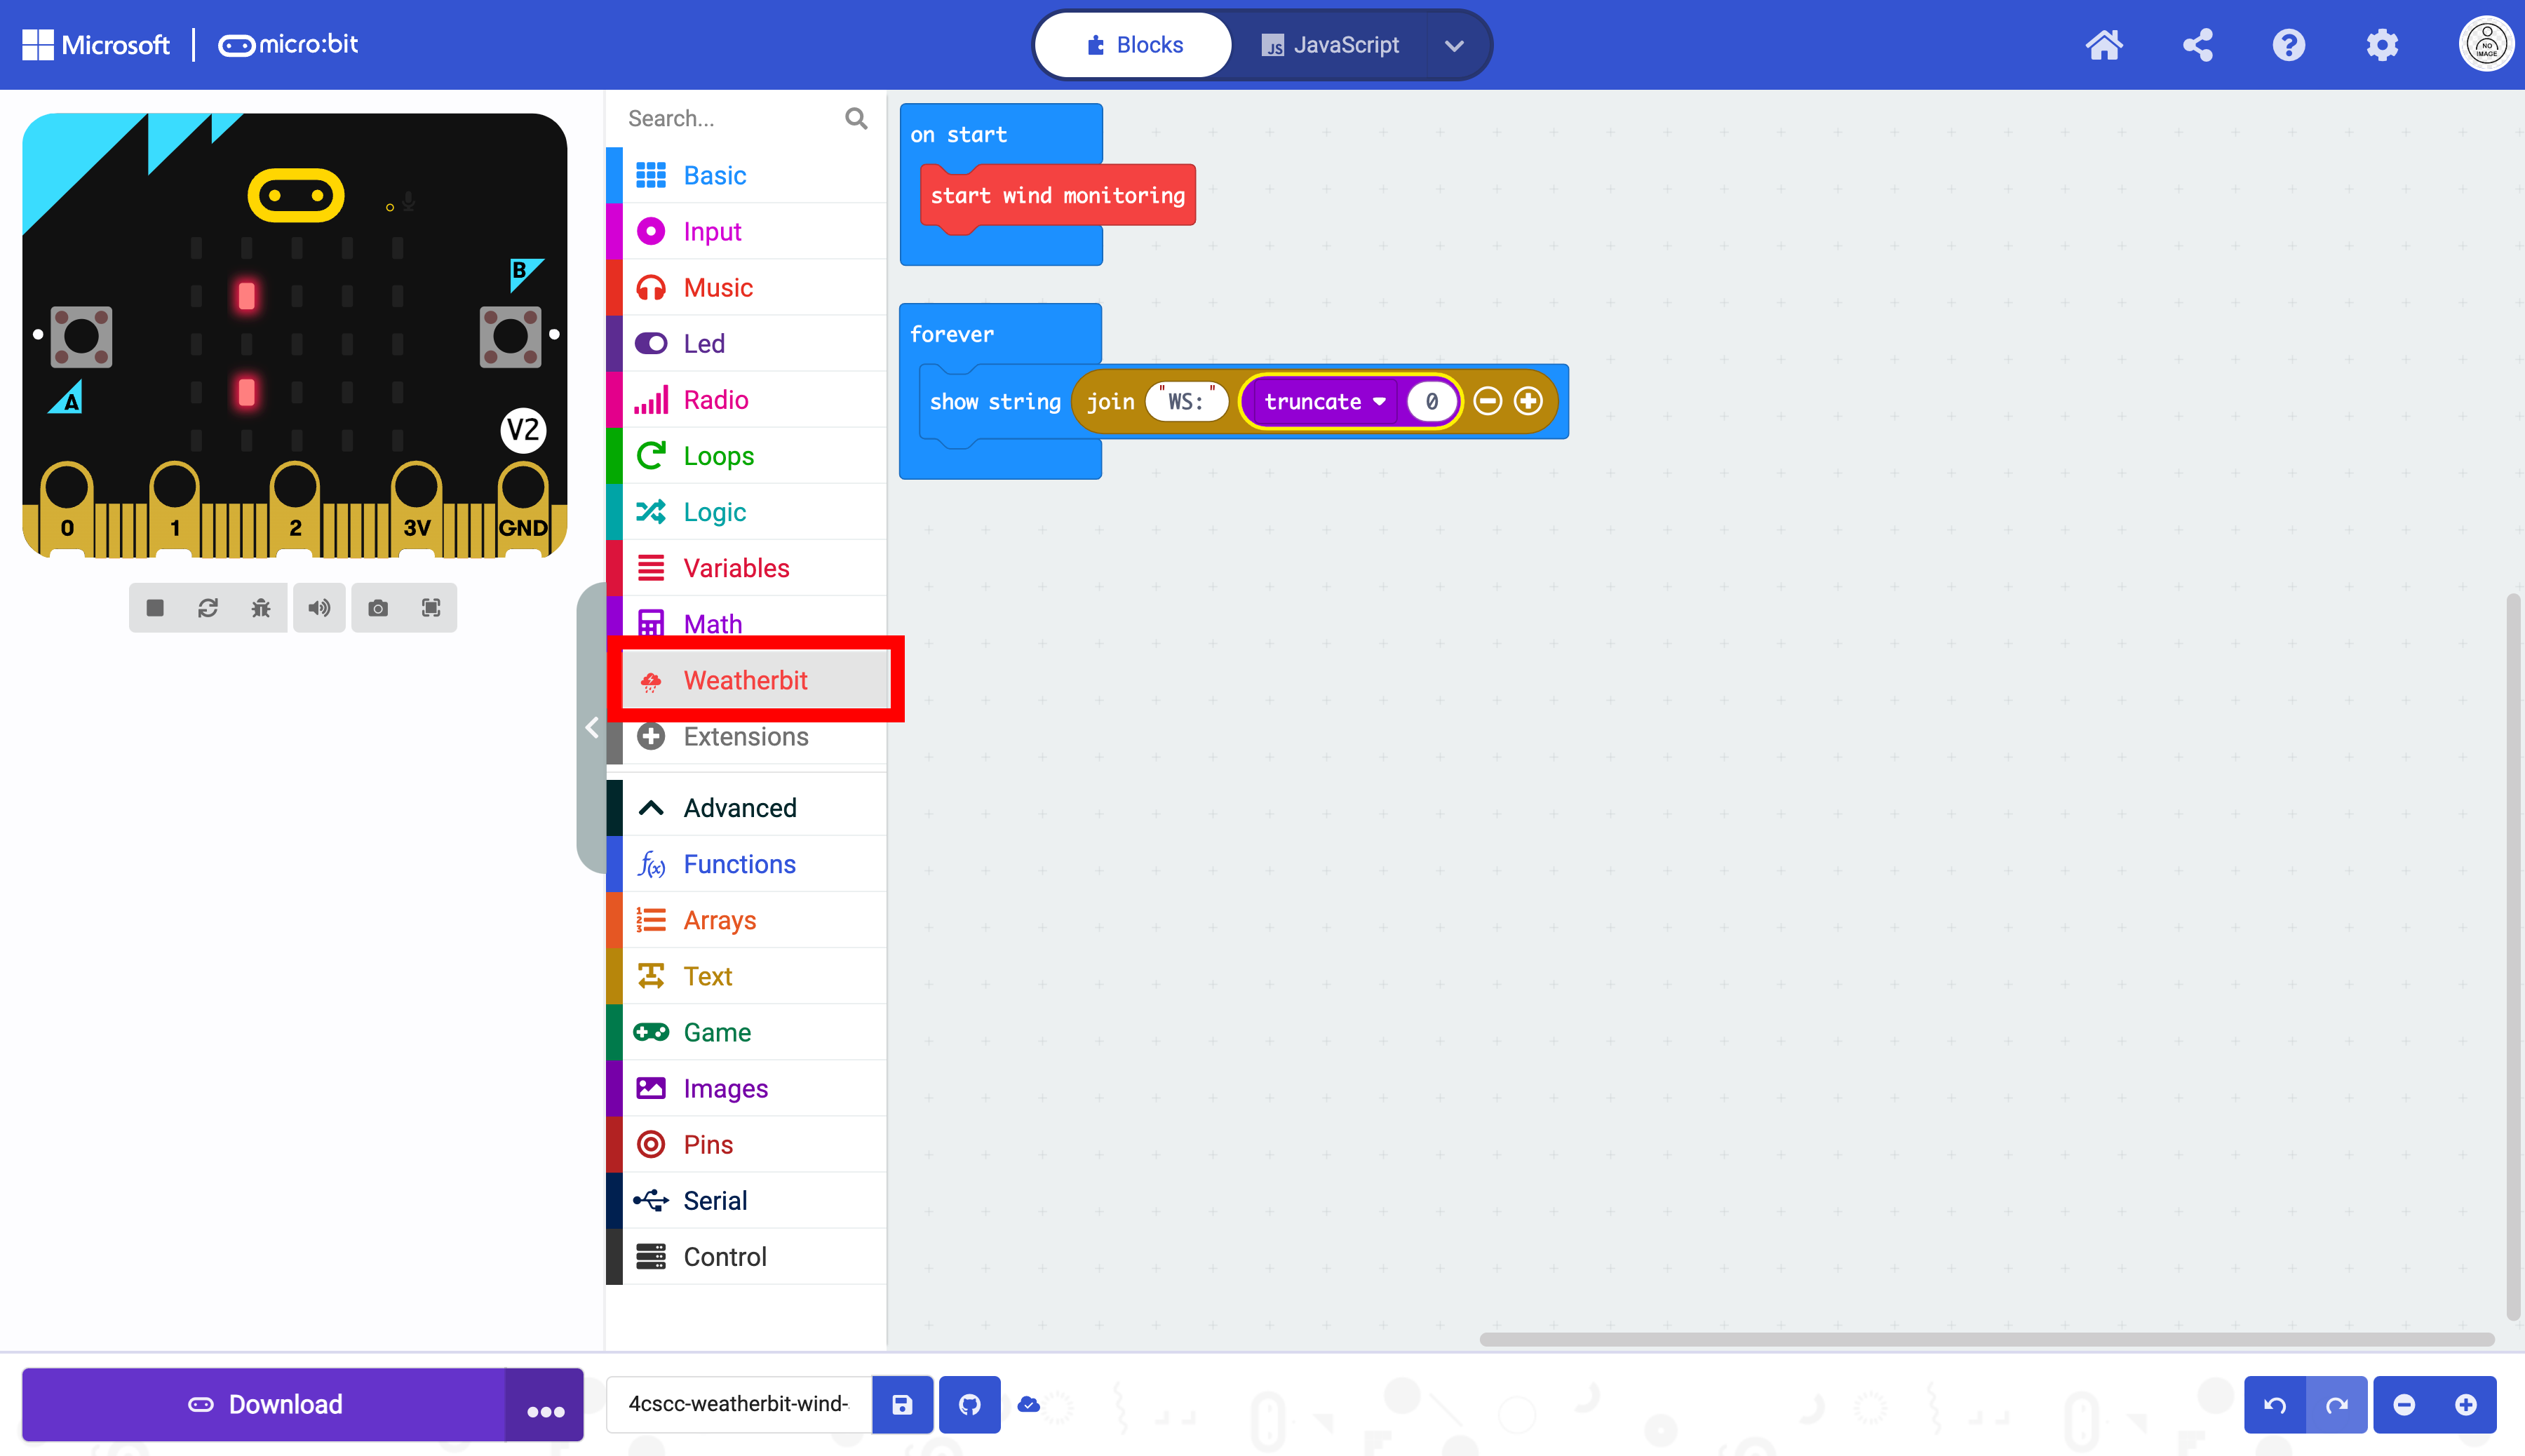 Microsoft | micro:bit
Blocks
JavaScript
NO IMAGE
Search...
Basic
Input
Music
Led
Radio
Loops
Logic
Variables
Math
Weatherbit
Extensions
Advanced
Functions
Arrays
Text
Game
Images
Pins
Serial
Control
B
A
V2
0 1 2 3V GND
on start
start wind monitoring
forever
show string join "WS:" truncate 0
Download
4cscc-weatherbit-wind-